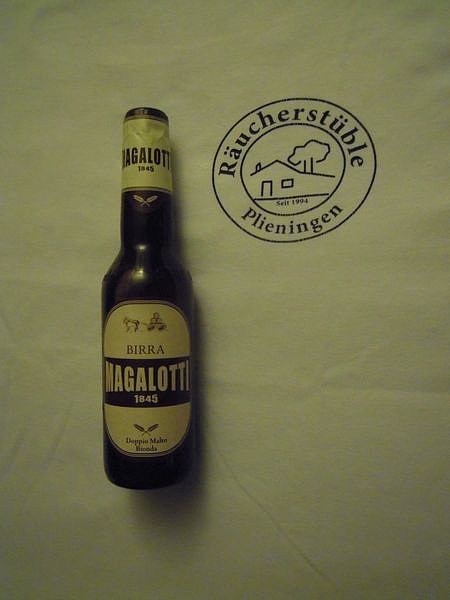 MAGALOTTI
1845
BIRRA
MAGALOTTI
1845
Doppio Malto
Bionda
Räucherstüble
Seit 1994
Plieningen